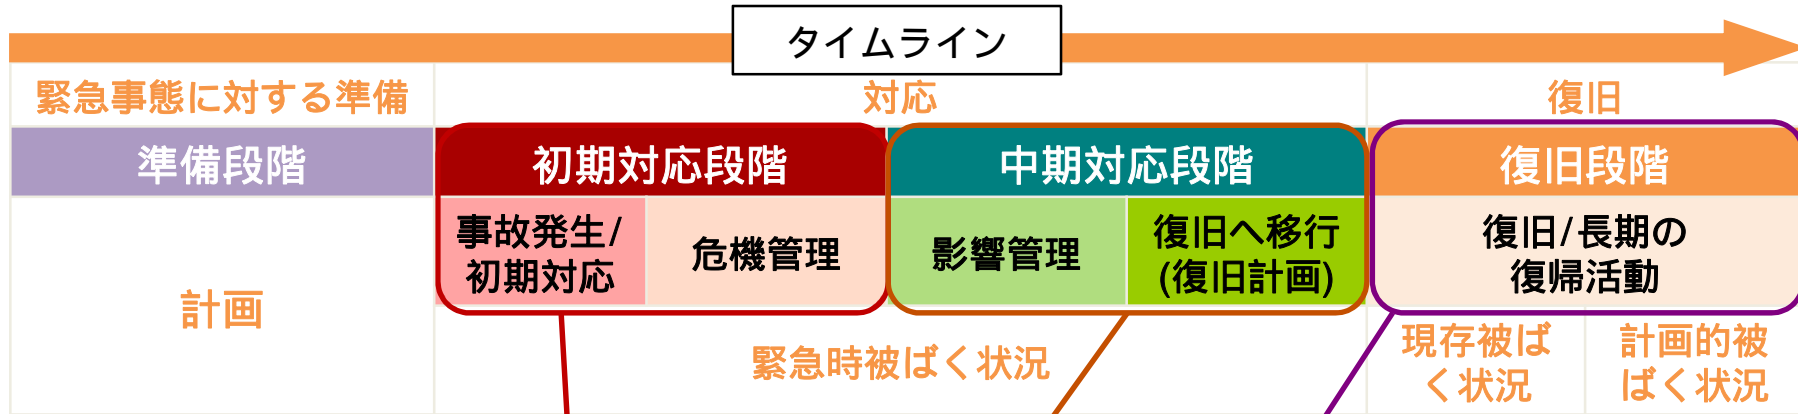 タイムライン
緊急事態に対する準備
対応
復旧
準備段階
初期対応段階
中期対応段階
復旧段階
計画
事故発生/
初期対応
危機管理
影響管理
復旧へ移行
(復旧計画)
復旧/長期の
復帰活動
緊急時被ばく状況
現存被ば
く状況
計画的被
ばく状況